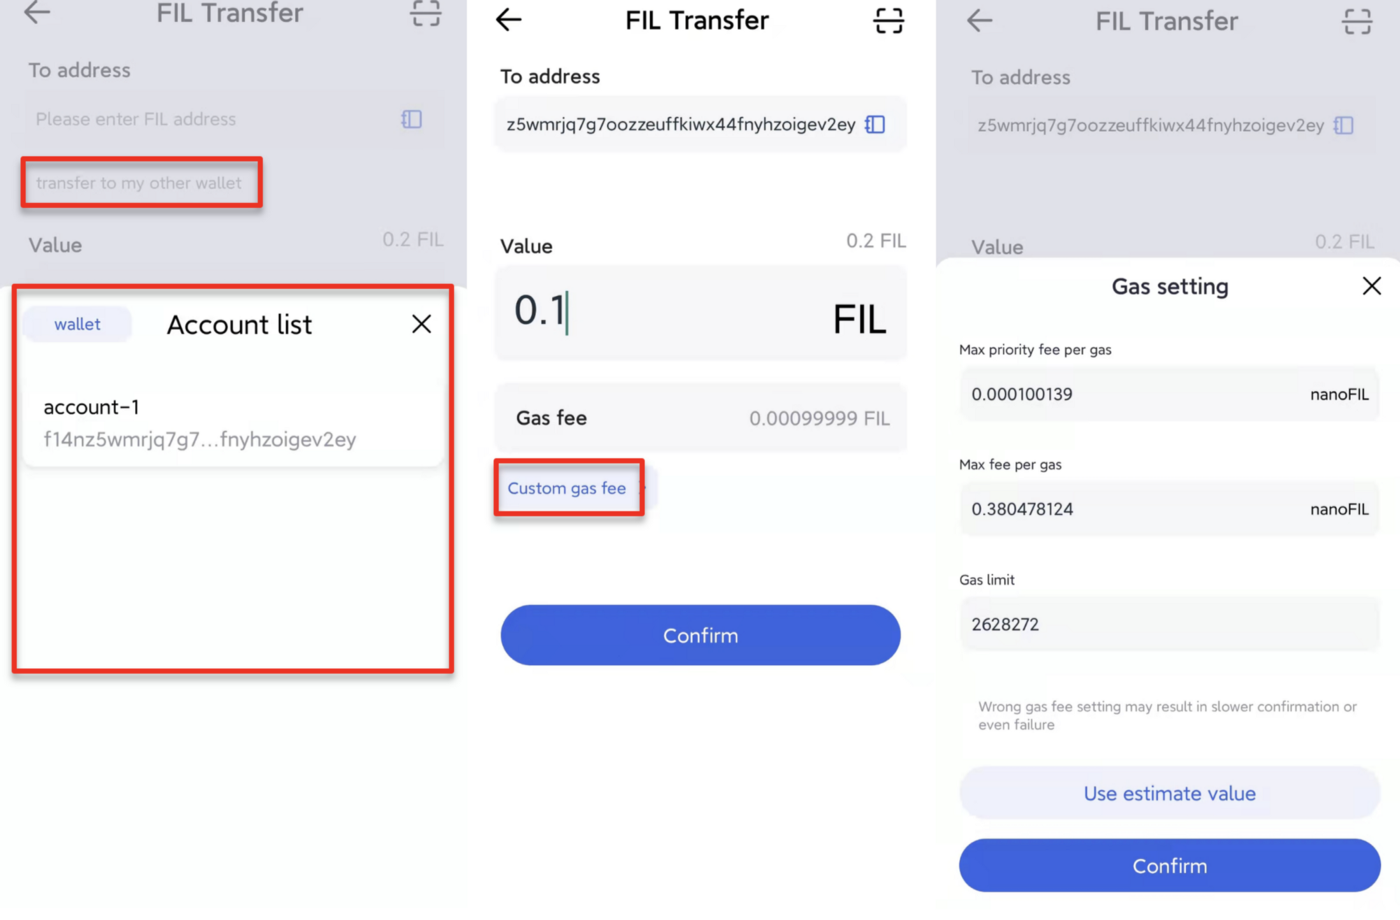 FIL Transfer
To address
Please enter FIL address
transfer to my other wallet
Value
0.2 FIL
wallet
Account list
account-1
f14nz5wmrjq7g7...fnyhzoigev2ey
FIL Transfer
To address
z5wmrjq7g7oozzeuffkiwx44fnyhzoigev2ey
Value
0.2 FIL
0.1
FIL
Gas fee
0.00099999 FIL
Custom gas fee
Confirm
FIL Transfer
To address
z5wmrjq7g7oozzeuffkiwx44fnyhzoigev2ey
Value
0.2 FIL
Gas setting
Max priority fee per gas
0.000100139
nanoFIL
Max fee per gas
0.380478124
nanoFIL
Gas limit
2628272
Wrong gas fee setting may result in slower confirmation or
even failure
Use estimate value
Confirm